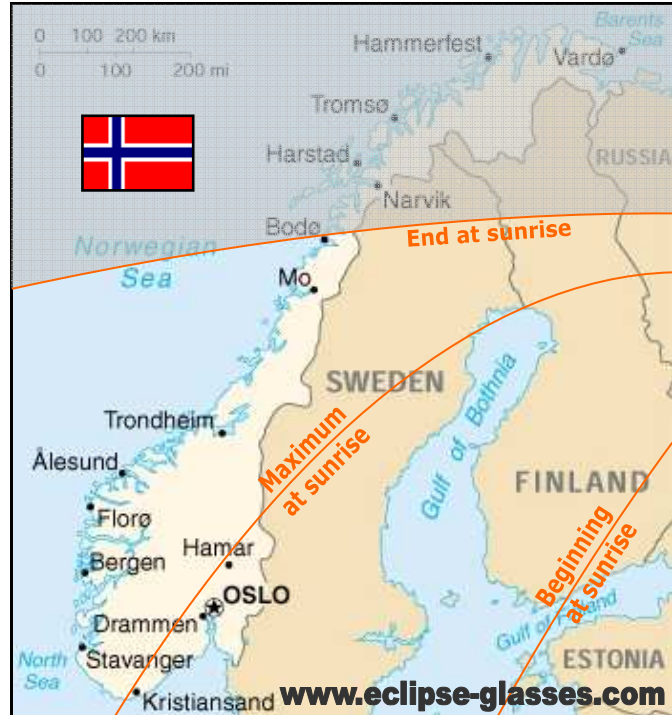 0 100 200 km
0 100 200 mi
Barents
Sea
Hammerfest
Vardø
Tromsø
Harstad
RUSSIA
Narvik
Bodø
End at sunrise
Norwegian
Sea
Mo
SWEDEN
Gulf of Bothnia
Trondheim
Maximum
at sunrise
Ålesund
FINLAND
Florø
Hamar
Bergen
Beginning
at sunrise
OSLO
Drammen
Gulf of Finland
Stavanger
ESTONIA
North
Sea
Kristiansand
www.eclipse-glasses.com